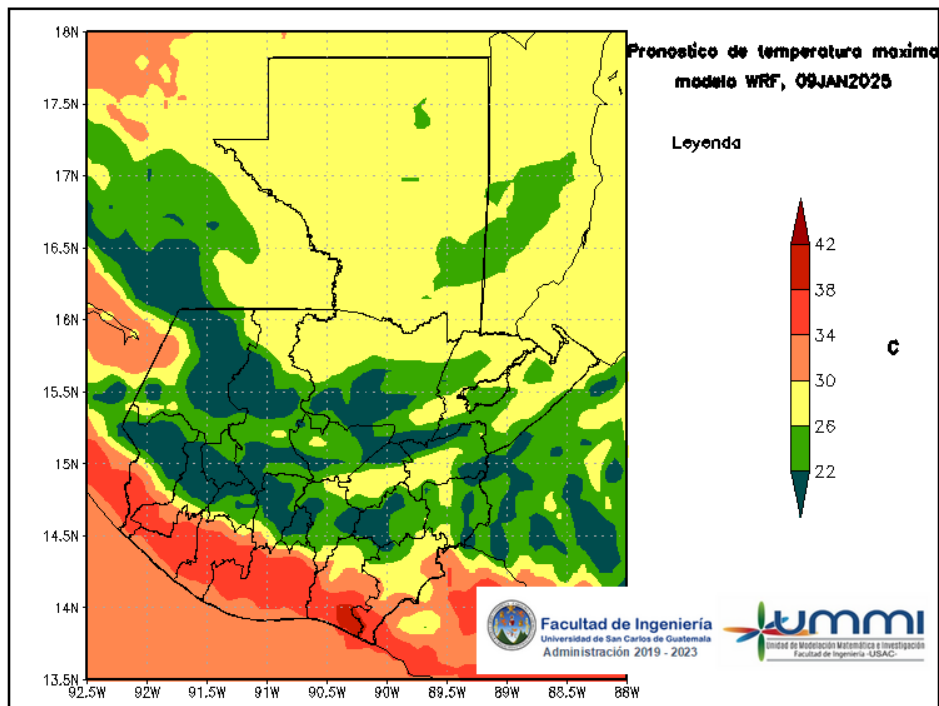 Pronostico de temperatura maxima
modelo WRF, 09JAN2025
Leyenda
18N
17.5N
17N
16.5N
16N
15.5N
15N
14.5N
14N
13.5N
92.5W 92W 91.5W 91W 90.5W 90W 89.5W 89W 88.5W 88W
42
38
34
30
26
22
C
Facultad de Ingeniería
Universidad de San Carlos de Guatemala
Administración 2019 - 2023
UMMI
Unidad de Modelación Matemática e Investigación
Facultad de Ingeniería -USAC-